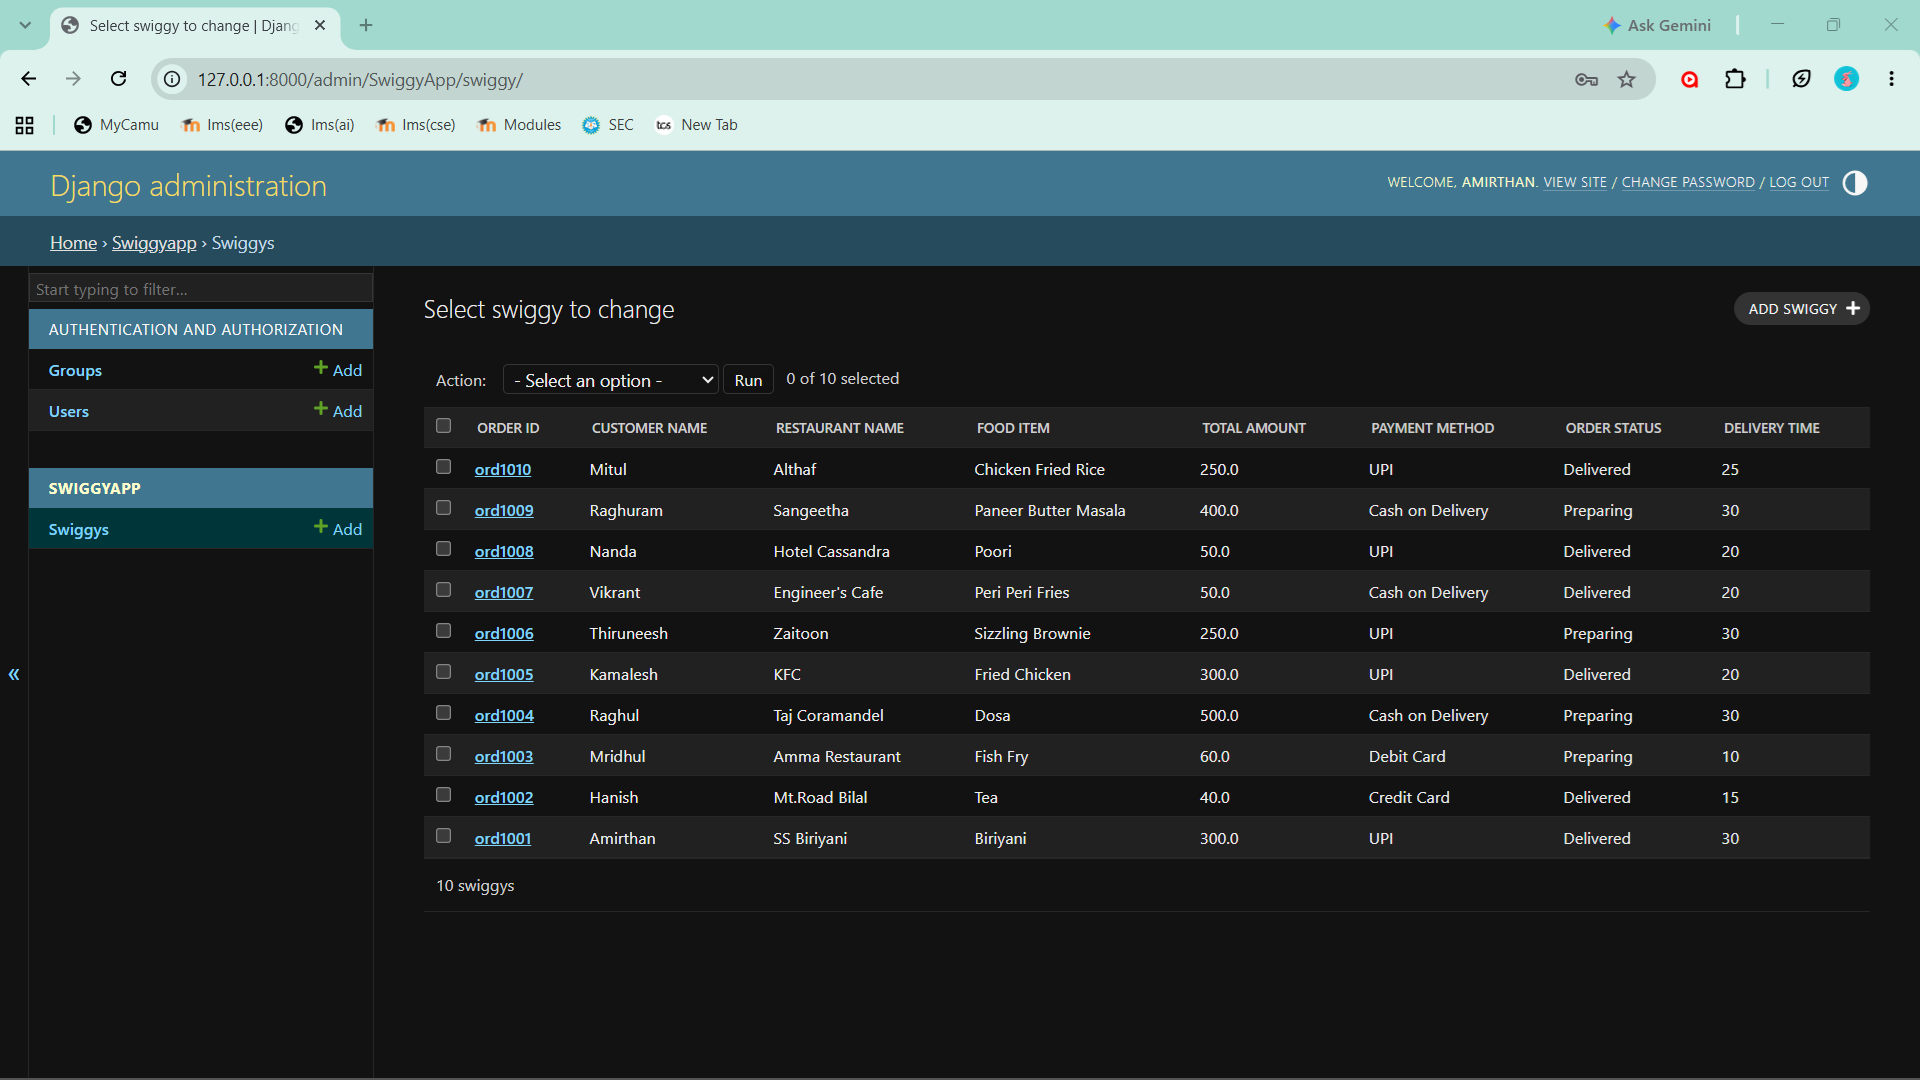 Select swiggy to change | Djang
Ask Gemini
127.0.0.1:8000/admin/SwiggyApp/swiggy/
MyCamu lms(eee) lms(ai) lms(cse) Modules SEC tcs New Tab
Django administration
WELCOME, AMIRTHAN. VIEW SITE / CHANGE PASSWORD / LOG OUT
Home › Swiggyapp › Swiggys
Start typing to filter...
AUTHENTICATION AND AUTHORIZATION
Groups + Add
Users + Add
SWIGGYAPP
Swiggys + Add
«
Select swiggy to change
ADD SWIGGY +
Action: - Select an option - Run 0 of 10 selected
ORDER ID CUSTOMER NAME RESTAURANT NAME FOOD ITEM TOTAL AMOUNT PAYMENT METHOD ORDER STATUS DELIVERY TIME
ord1010 Mitul Althaf Chicken Fried Rice 250.0 UPI Delivered 25
ord1009 Raghuram Sangeetha Paneer Butter Masala 400.0 Cash on Delivery Preparing 30
ord1008 Nanda Hotel Cassandra Poori 50.0 UPI Delivered 20
ord1007 Vikrant Engineer's Cafe Peri Peri Fries 50.0 Cash on Delivery Delivered 20
ord1006 Thiruneesh Zaitoon Sizzling Brownie 250.0 UPI Preparing 30
ord1005 Kamalesh KFC Fried Chicken 300.0 UPI Delivered 20
ord1004 Raghul Taj Coramandel Dosa 500.0 Cash on Delivery Preparing 30
ord1003 Mridhul Amma Restaurant Fish Fry 60.0 Debit Card Preparing 10
ord1002 Hanish Mt.Road Bilal Tea 40.0 Credit Card Delivered 15
ord1001 Amirthan SS Biriyani Biriyani 300.0 UPI Delivered 30
10 swiggys